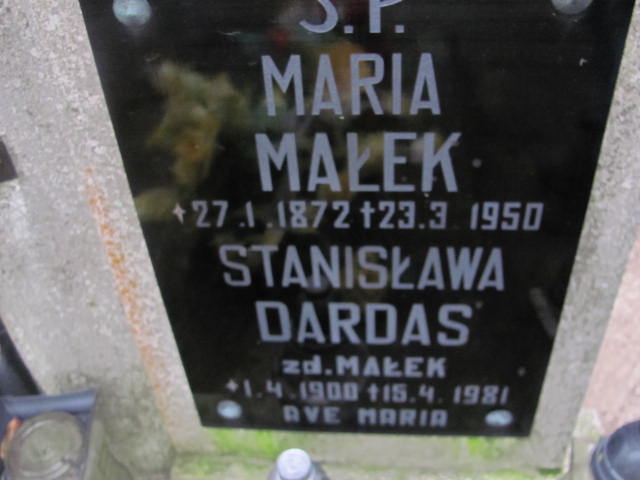 Ś.P.
MARIA
MAŁEK
*27.1.1872 †23.3 1950
STANISŁAWA
DARDAS
zd.MAŁEK
*1.4.1900 †15.4.1981
AVE MARIA